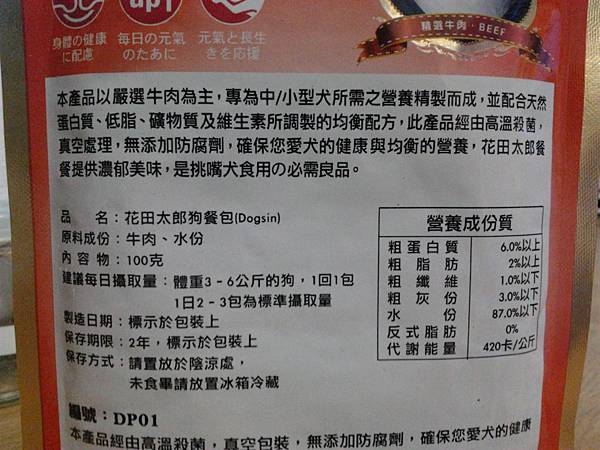 身體の健康
に配慮
毎日の元氣
のために
元氣と長生
きを応援
精選牛肉·BEEF
本產品以嚴選牛肉為主，專為中/小型犬所需之營養精製而成，並配合天然
蛋白質、低脂、礦物質及維生素所調製的均衡配方，此產品經由高溫殺菌，
真空處理，無添加防腐劑，確保您愛犬的健康與均衡的營養，花田太郎餐
餐提供濃郁美味，是挑嘴犬食用の必需良品。
品 名：花田太郎狗餐包(Dogsin)
原料成份：牛肉、水份
內 容 物：100克
建議每日攝取量：體重3-6公斤的狗，1回1包
1日2-3包為標準攝取量
製造日期：標示於包裝上
保存期限：2年，標示於包裝上
保存方式：請置放於陰涼處，
未食畢請放置冰箱冷藏
營養成份質
粗蛋白質 6.0%以上
粗脂肪 2%以上
粗纖維 1.0%以下
粗灰份 3.0%以下
水份 87.0%以下
反式脂肪 0%
代謝能量 420卡/公斤
編號：DP01
本產品經由高溫殺菌，真空包裝，無添加防腐劑，確保您愛犬的健康